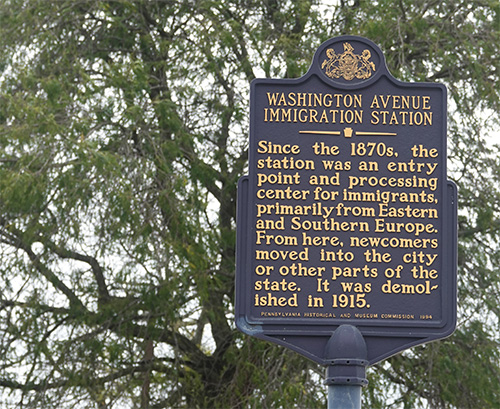 WASHINGTON AVENUE
IMMIGRATION STATION
Since the 1870s, the
station was an entry
point and processing
center for immigrants,
primarily from Eastern
and Southern Europe.
From here, newcomers
moved into the city
or other parts of the
state. It was demol-
ished in 1915.
PENNSYLVANIA HISTORICAL AND MUSEUM COMMISSION 1994